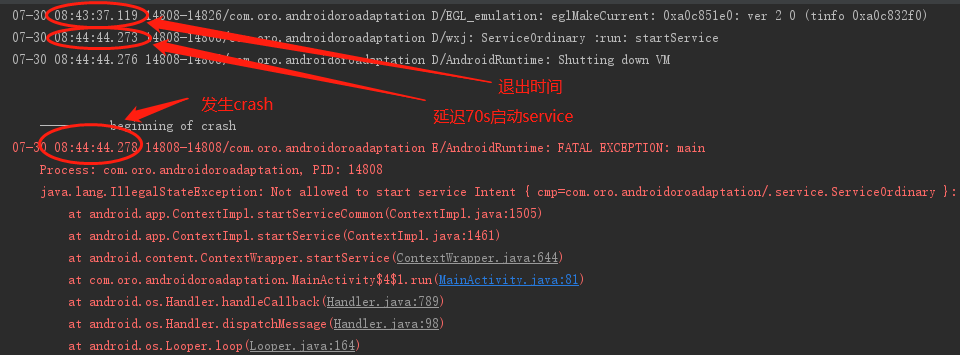 07-30 08:43:37.119 14808-14826/com.oro.androidoroadaptation D/EGL_emulation: eglMakeCurrent: 0xa0c851e0: ver 2 0 (tinfo 0xa0c832f0)
07-30 08:44:44.273 14808-14808/com.oro.androidoroadaptation D/wxj: ServiceOrdinary :run: startService
07-30 08:44:44.276 14808-14808/com.oro.androidoroadaptation D/AndroidRuntime: Shutting down VM
退出时间
发生crash
延迟70s启动service
beginning of crash
07-30 08:44:44.278 14808-14808/com.oro.androidoroadaptation E/AndroidRuntime: FATAL EXCEPTION: main
Process: com.oro.androidoroadaptation, PID: 14808
java.lang.IllegalStateException: Not allowed to start service Intent { cmp=com.oro.androidoroadaptation/.service.ServiceOrdinary }:
at android.app.ContextImpl.startServiceCommon(ContextImpl.java:1505)
at android.app.ContextImpl.startService(ContextImpl.java:1461)
at android.content.ContextWrapper.startService(ContextWrapper.java:644)
at com.oro.androidoroadaptation.MainActivity$4$1.run(MainActivity.java:81)
at android.os.Handler.handleCallback(Handler.java:789)
at android.os.Handler.dispatchMessage(Handler.java:98)
at android.os.Looper.loop(Looper.java:164)